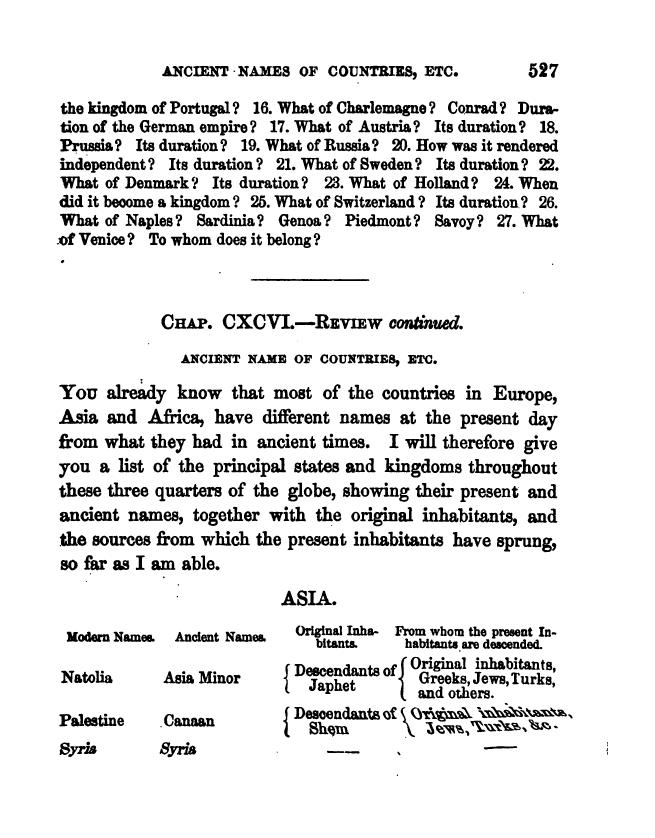 ANCIENT NAMES OF COUNTRIES, ETC. 527
the kingdom of Portugal? 16. What of Charlemagne? Conrad? Dura-
tion of the German empire? 17. What of Austria? Its duration? 18.
Prussia? Its duration? 19. What of Russia? 20. How was it rendered
independent? Its duration? 21. What of Sweden? Its duration? 22.
What of Denmark? Its duration? 23. What of Holland? 24. When
did it become a kingdom? 25. What of Switzerland? Its duration? 26.
What of Naples? Sardinia? Genoa? Piedmont? Savoy? 27. What
of Venice? To whom does it belong?
CHAP. CXCVI.—REVIEW continued.
ANCIENT NAME OF COUNTRIES, ETC.
YOU already know that most of the countries in Europe,
Asia and Africa, have different names at the present day
from what they had in ancient times. I will therefore give
you a list of the principal states and kingdoms throughout
these three quarters of the globe, showing their present and
ancient names, together with the original inhabitants, and
the sources from which the present inhabitants have sprung,
so far as I am able.
ASIA.
Modern Names. Ancient Names. Original Inha- From whom the present In-
bitants. habitants are descended.
Natolia Asia Minor { Descendants of { Original inhabitants,
Japhet Greeks, Jews, Turks,
and others.
Palestine Canaan { Descendants of { Original inhabitants,
Shem Jews, Turks, &c.
Syria Syria —— ——